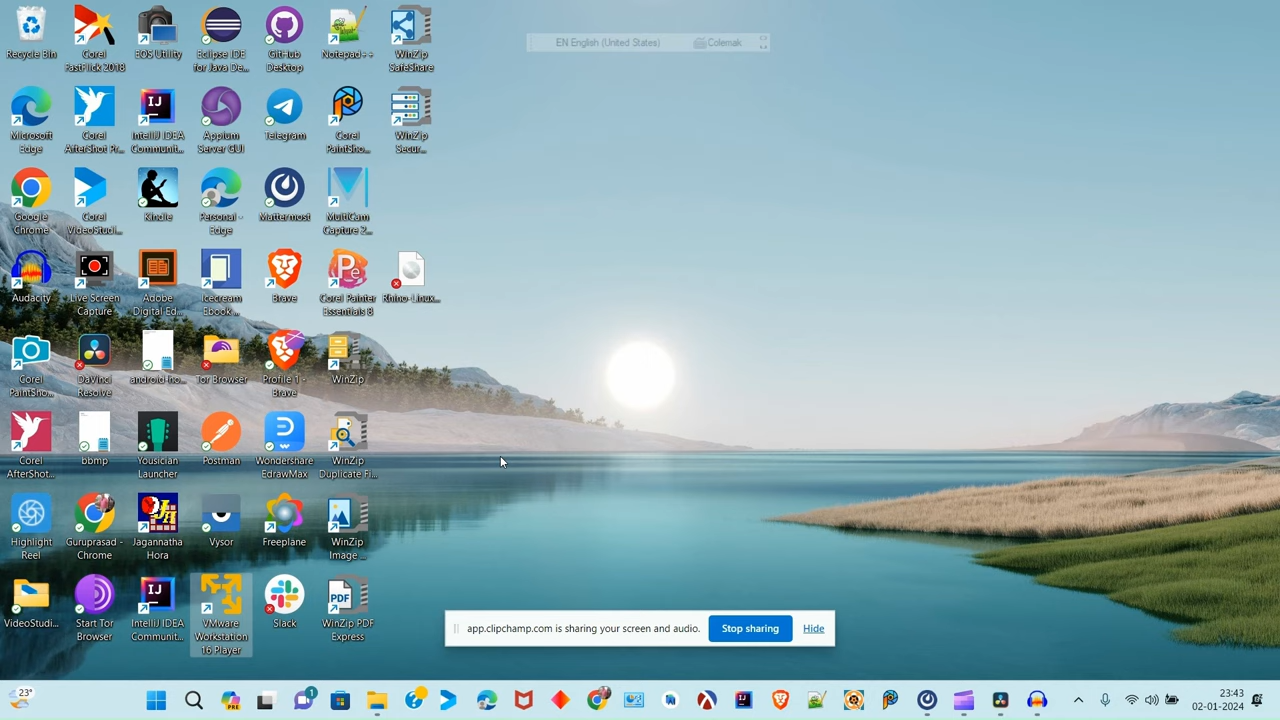 EN English (United States) Colemak
Recycle Bin
Corel
FastFlick 2018
EOS Utility
Eclipse IDE
for Java De...
GitHub
Desktop
Notepad++
WinZip
SafeShare
Microsoft
Edge
Corel
AfterShot Pr...
IntelliJ IDEA
Communit...
Appium
Server GUI
Telegram
Corel
PaintSho...
WinZip
Secur...
Google
Chrome
Corel
VideoStudi...
Kindle
Personal -
Edge
Mattermost
MultiCam
Capture 2...
Audacity
Live Screen
Capture
Adobe
Digital Ed...
Icecream
Ebook...
Brave
Corel Painter
Essentials 8
Rhino-Linux...
Corel
PaintSho...
DaVinci
Resolve
android-no...
Tor Browser
Profile 1 -
Brave
WinZip
Corel
AfterShot...
bbmp
Yousician
Launcher
Postman
Wondershare
EdrawMax
WinZip
Duplicate Fi...
Highlight
Reel
Guruprasad -
Chrome
Jagannatha
Hora
Vysor
Freeplane
WinZip
Image ...
VideoStudi...
Start Tor
Browser
IntelliJ IDEA
Communit...
VMware
Workstation
16 Player
Slack
WinZip PDF
Express
app.clipchamp.com is sharing your screen and audio. Stop sharing Hide
23°
23:43
02-01-2024